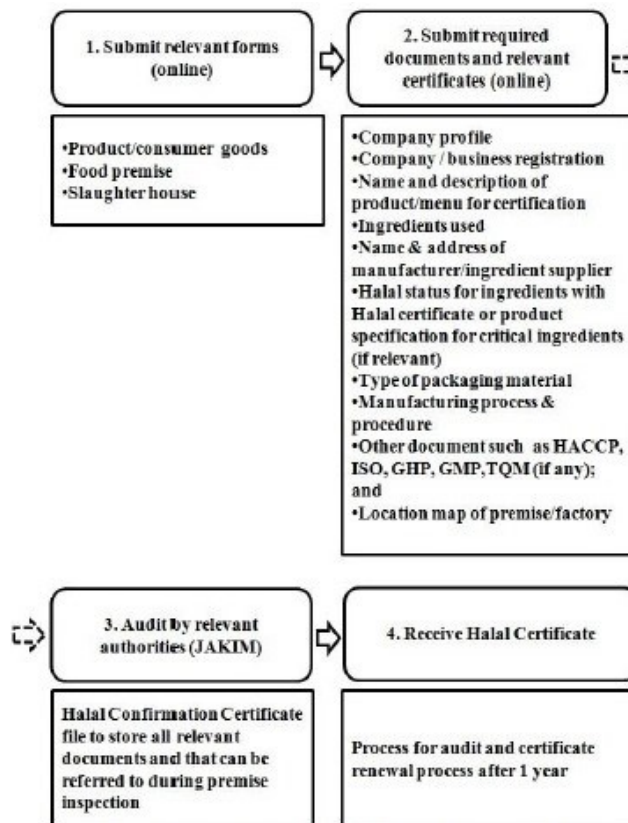 1. Submit relevant forms
(online)
2. Submit required
documents and relevant
certificates (online)
•Product/consumer goods
•Food premise
•Slaughter house
•Company profile
•Company / business registration
•Name and description of
product/menu for certification
•Ingredients used
•Name & address of
manufacturer/ingredient supplier
•Halal status for ingredients with
Halal certificate or product
specification for critical ingredients
(if relevant)
•Type of packaging material
•Manufacturing process &
procedure
•Other document such as HACCP,
ISO, GHP, GMP,TQM (if any);
and
•Location map of premise/factory
3. Audit by relevant
authorities (JAKIM)
4. Receive Halal Certificate
Halal Confirmation Certificate
file to store all relevant
documents and that can be
referred to during premise
inspection
Process for audit and certificate
renewal process after 1 year